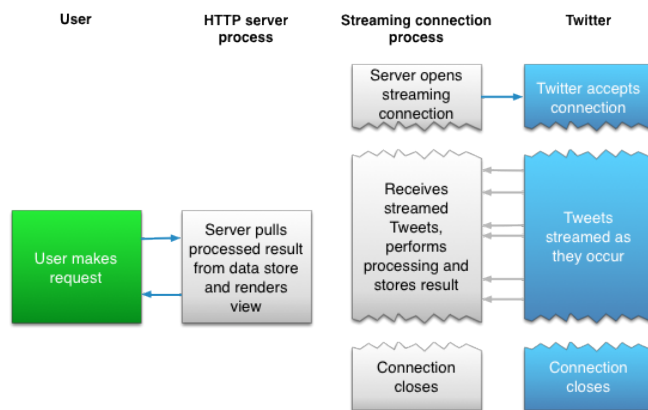 User
HTTP server
process
Streaming connection
process
Twitter
Server opens
streaming
connection
Twitter accepts
connection
User makes
request
Server pulls
processed result
from data store
and renders
view
Receives
streamed
Tweets,
performs
processing and
stores result
Tweets
streamed as
they occur
Connection
closes
Connection
closes